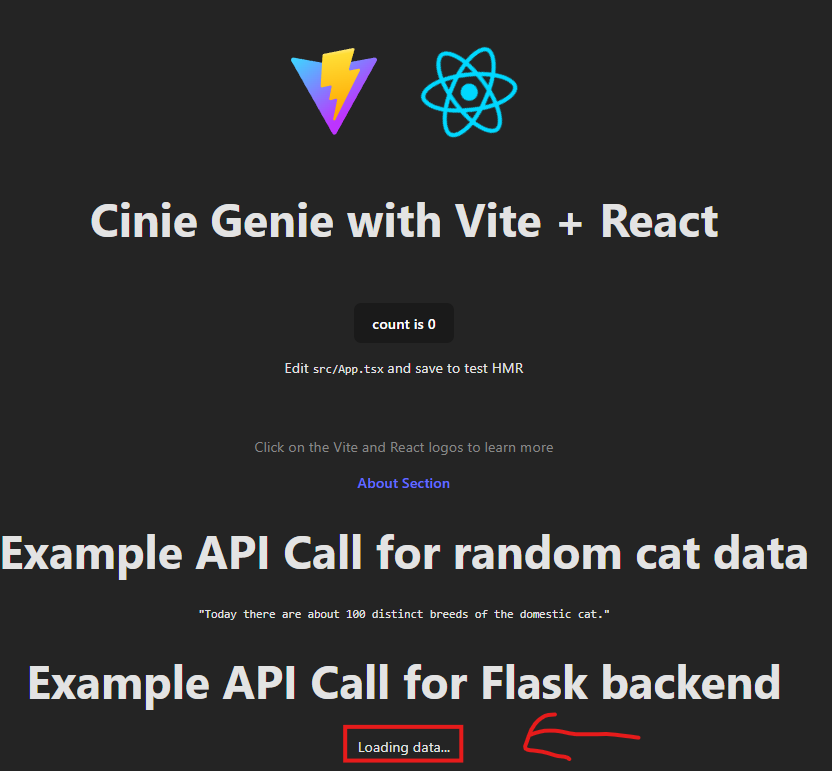 Cinie Genie with Vite + React
count is 0
Edit src/App.tsx and save to test HMR
Click on the Vite and React logos to learn more
About Section
Example API Call for random cat data
"Today there are about 100 distinct breeds of the domestic cat."
Example API Call for Flask backend
Loading data...